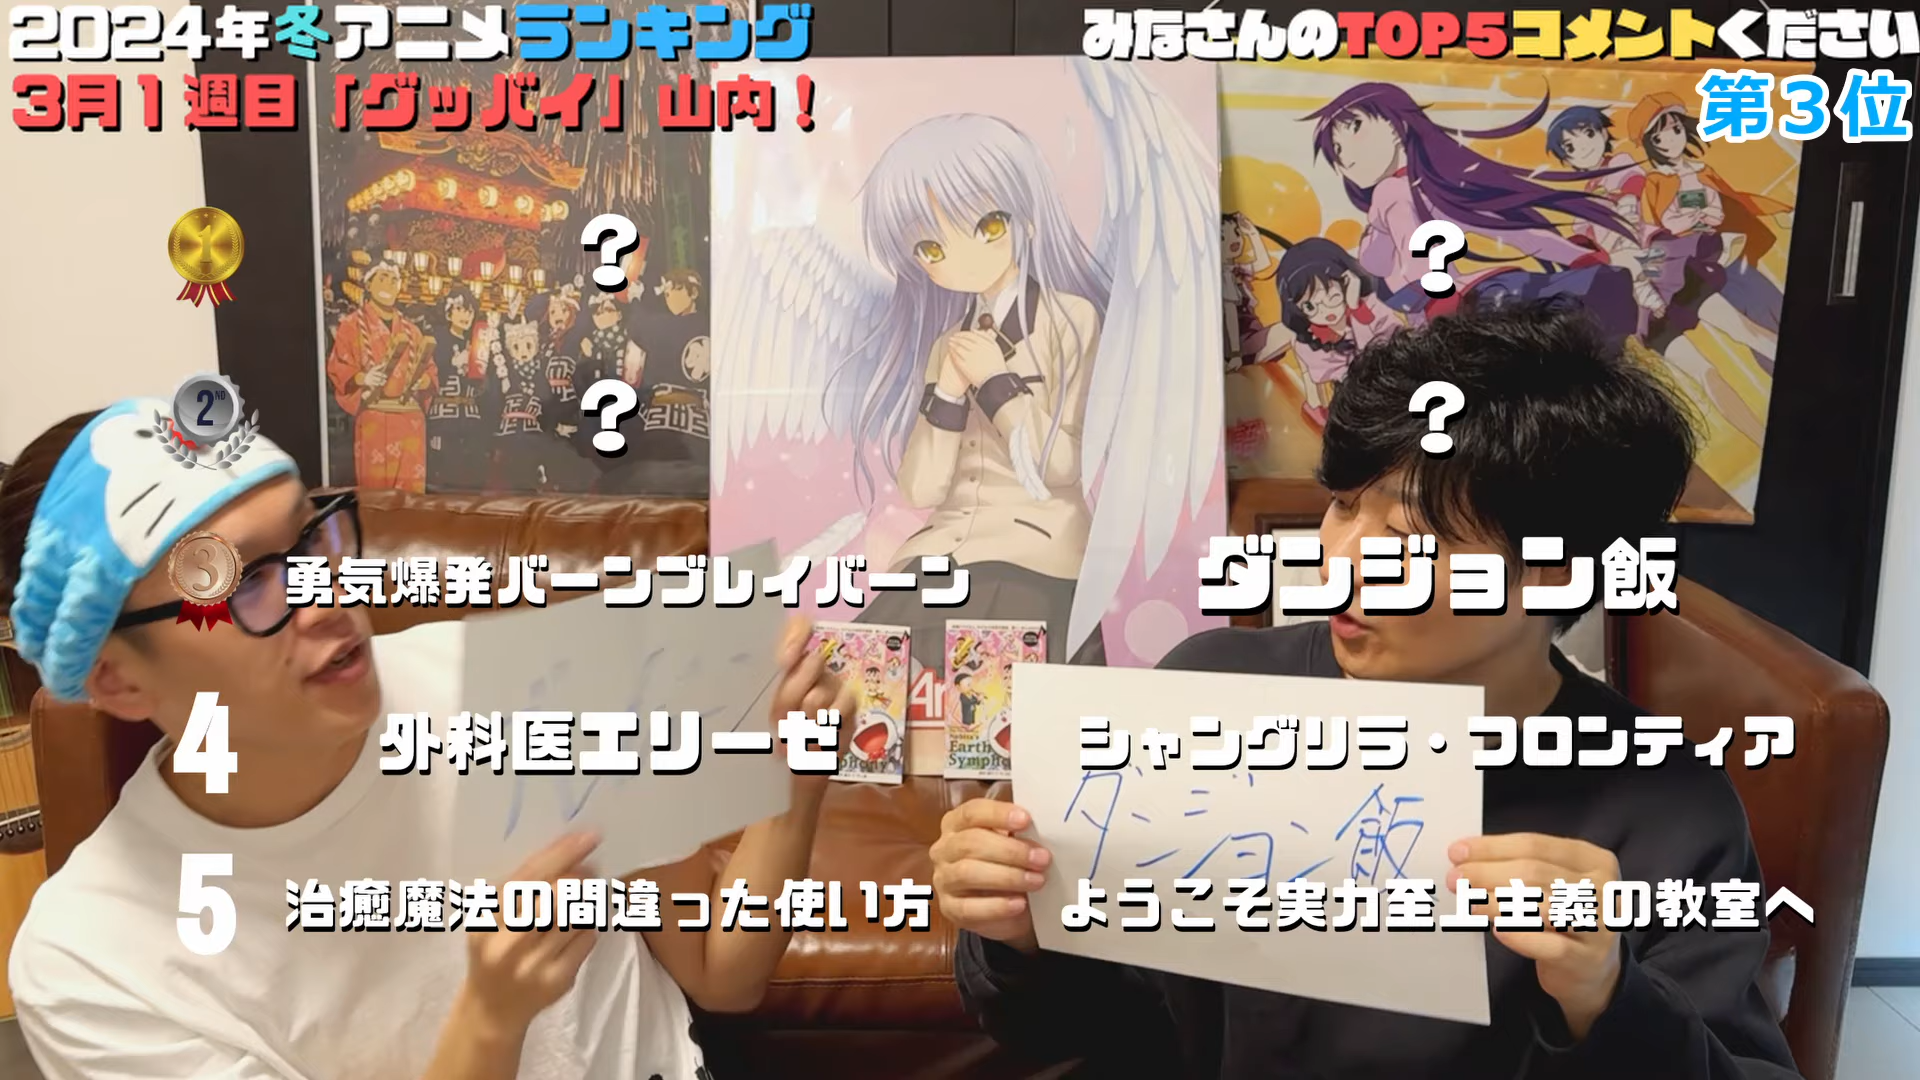 2024年冬アニメランキング
みなさんのTOP5コメントください
3月1週目「グッバイ」山内！
第3位
1
?
?
2ND
?
?
3
勇気爆発バーンブレイバーン
ダンジョン飯
4
外科医エリーゼ
シャングリラ・フロンティア
Earth
Symph
ダンジョン飯
5
治癒魔法の間違った使い方
ようこそ実力至上主義の教室へ